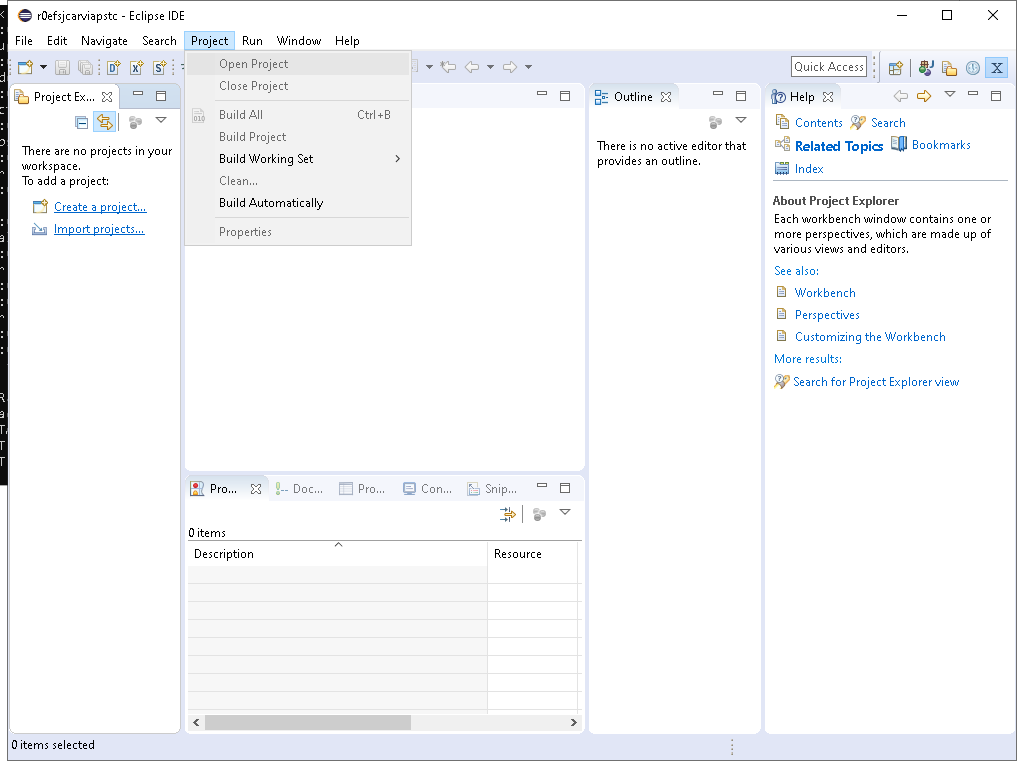 r0efsjcarviapstc - Eclipse IDE
File Edit Navigate Search Project Run Window Help
Quick Access
Open Project
Close Project
Build All Ctrl+B
Build Project
Build Working Set
Clean...
Build Automatically
Properties
Project Ex...
There are no projects in your
workspace.
To add a project:
Create a project...
Import projects...
Outline
There is no active editor that
provides an outline.
Help
Contents Search
Related Topics Bookmarks
Index
About Project Explorer
Each workbench window contains one or
more perspectives, which are made up of
various views and editors.
See also:
Workbench
Perspectives
Customizing the Workbench
More results:
Search for Project Explorer view
Pro... Doc... Pro... Con... Snip...
0 items
Description Resource
0 items selected